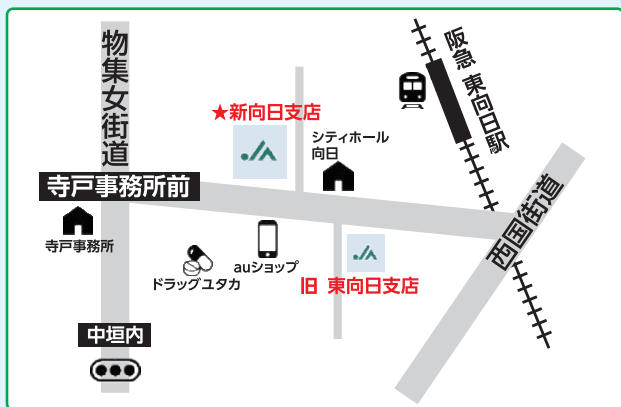 物集女街道
阪急 東向日駅
★新向日支店
JA
シティホール
向日
寺戸事務所前
西国街道
寺戸事務所
auショップ
JA
ドラッグユタカ
旧 東向日支店
中垣内